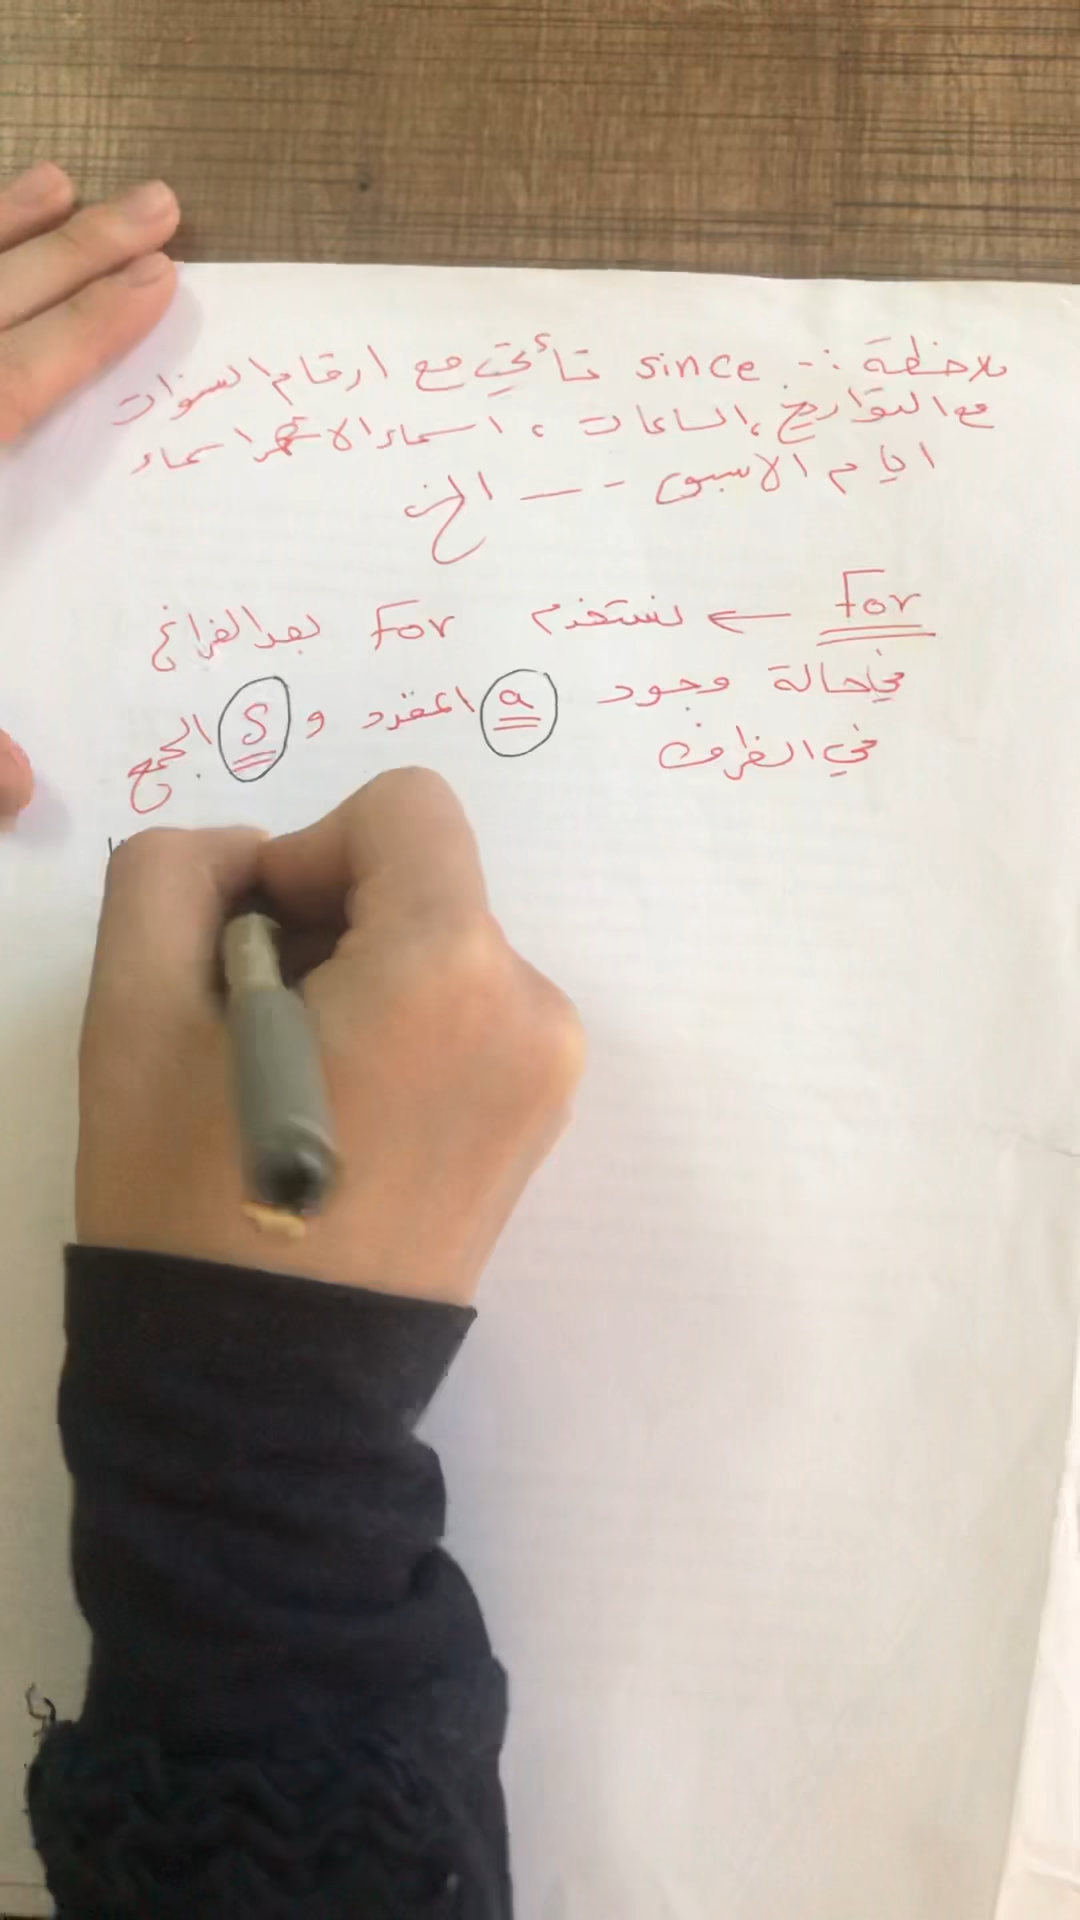 ملاحظة :- since تأتي مع ارقام السنوات
مع التواريخ ، الساعات ، اسماء الاشهر اسماء
ايام الاسبوع - — الخ
For ← نستخدم For بعد الفراغ
في حالة وجود a المفرد و S الجمع
في الظرف